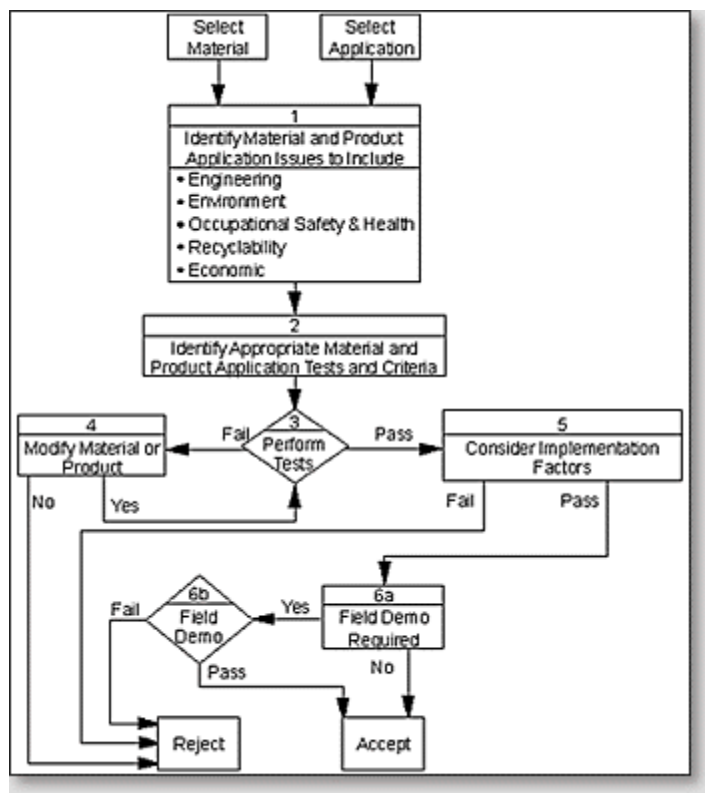 Select
Material
Select
Application
1
Identify Material and Product
Application Issues to Include
• Engineering
• Environment
• Occupational Safety & Health
• Recyclability
• Economic
2
Identify Appropriate Material and
Product Application Tests and Criteria
4
Modify Material or
Product
Fail
3
Perform
Tests
Pass
5
Consider Implementation
Factors
No
Yes
Fail
Pass
Fail
6b
Field
Demo
Yes
6a
Field Demo
Required
Pass
No
Reject
Accept